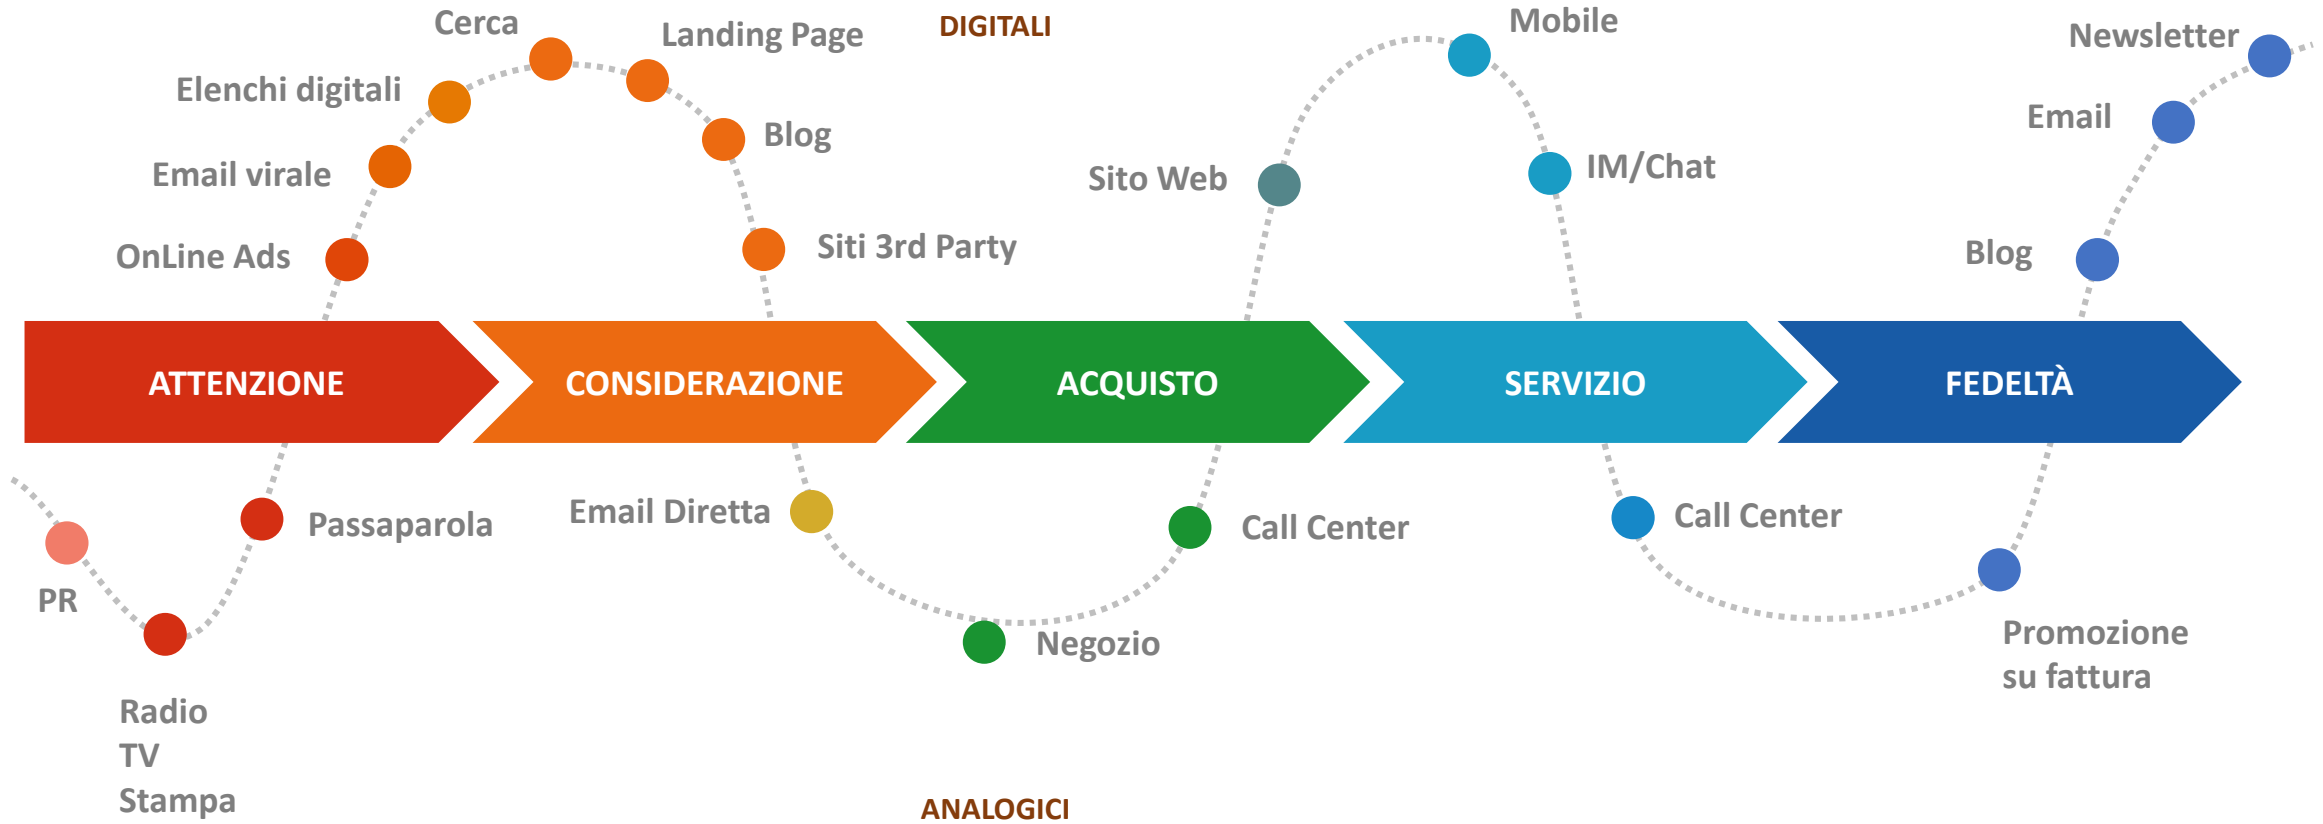 Cerca
Landing Page
DIGITALI
Mobile
Newsletter
Elenchi digitali
Blog
Email
Email virale
Sito Web
IM/Chat
OnLine Ads
Siti 3rd Party
Blog
ATTENZIONE
CONSIDERAZIONE
ACQUISTO
SERVIZIO
FEDELTÀ
Passaparola
Email Diretta
Call Center
Call Center
PR
Negozio
Promozione
su fattura
Radio
TV
Stampa
ANALOGICI